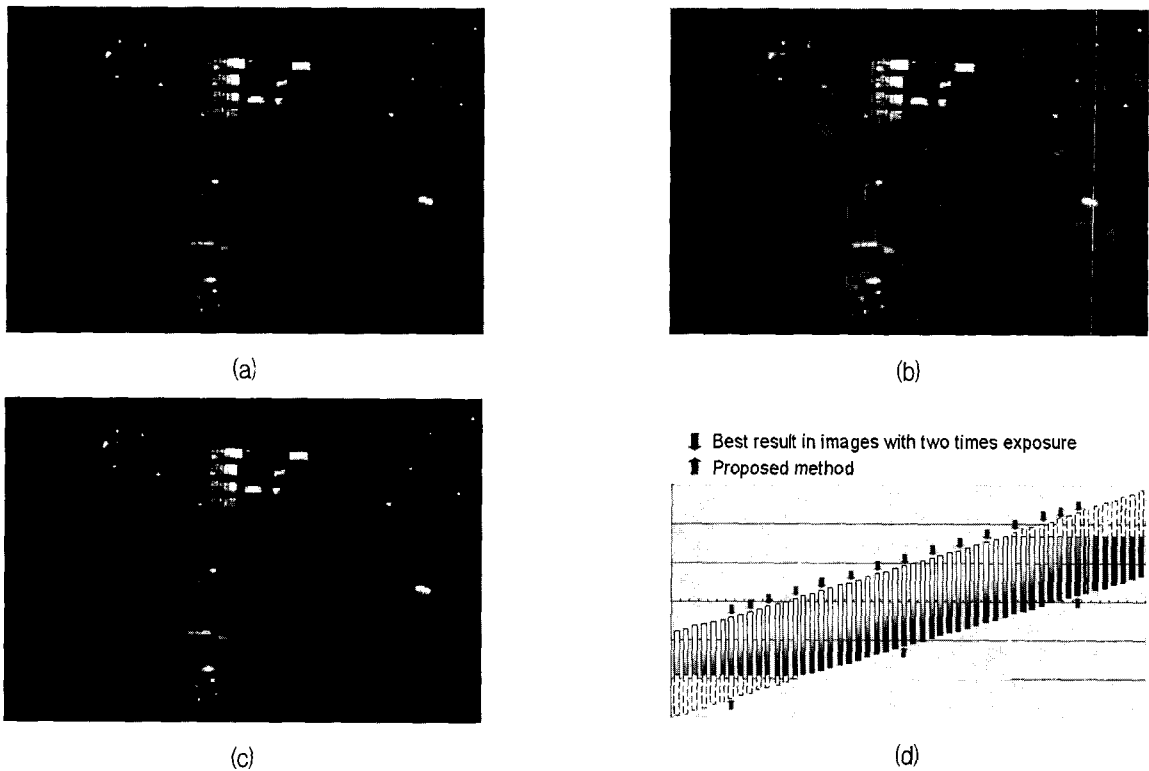 (a)
(b)
Best result in images with two times exposure
Proposed method
(c)
(d)